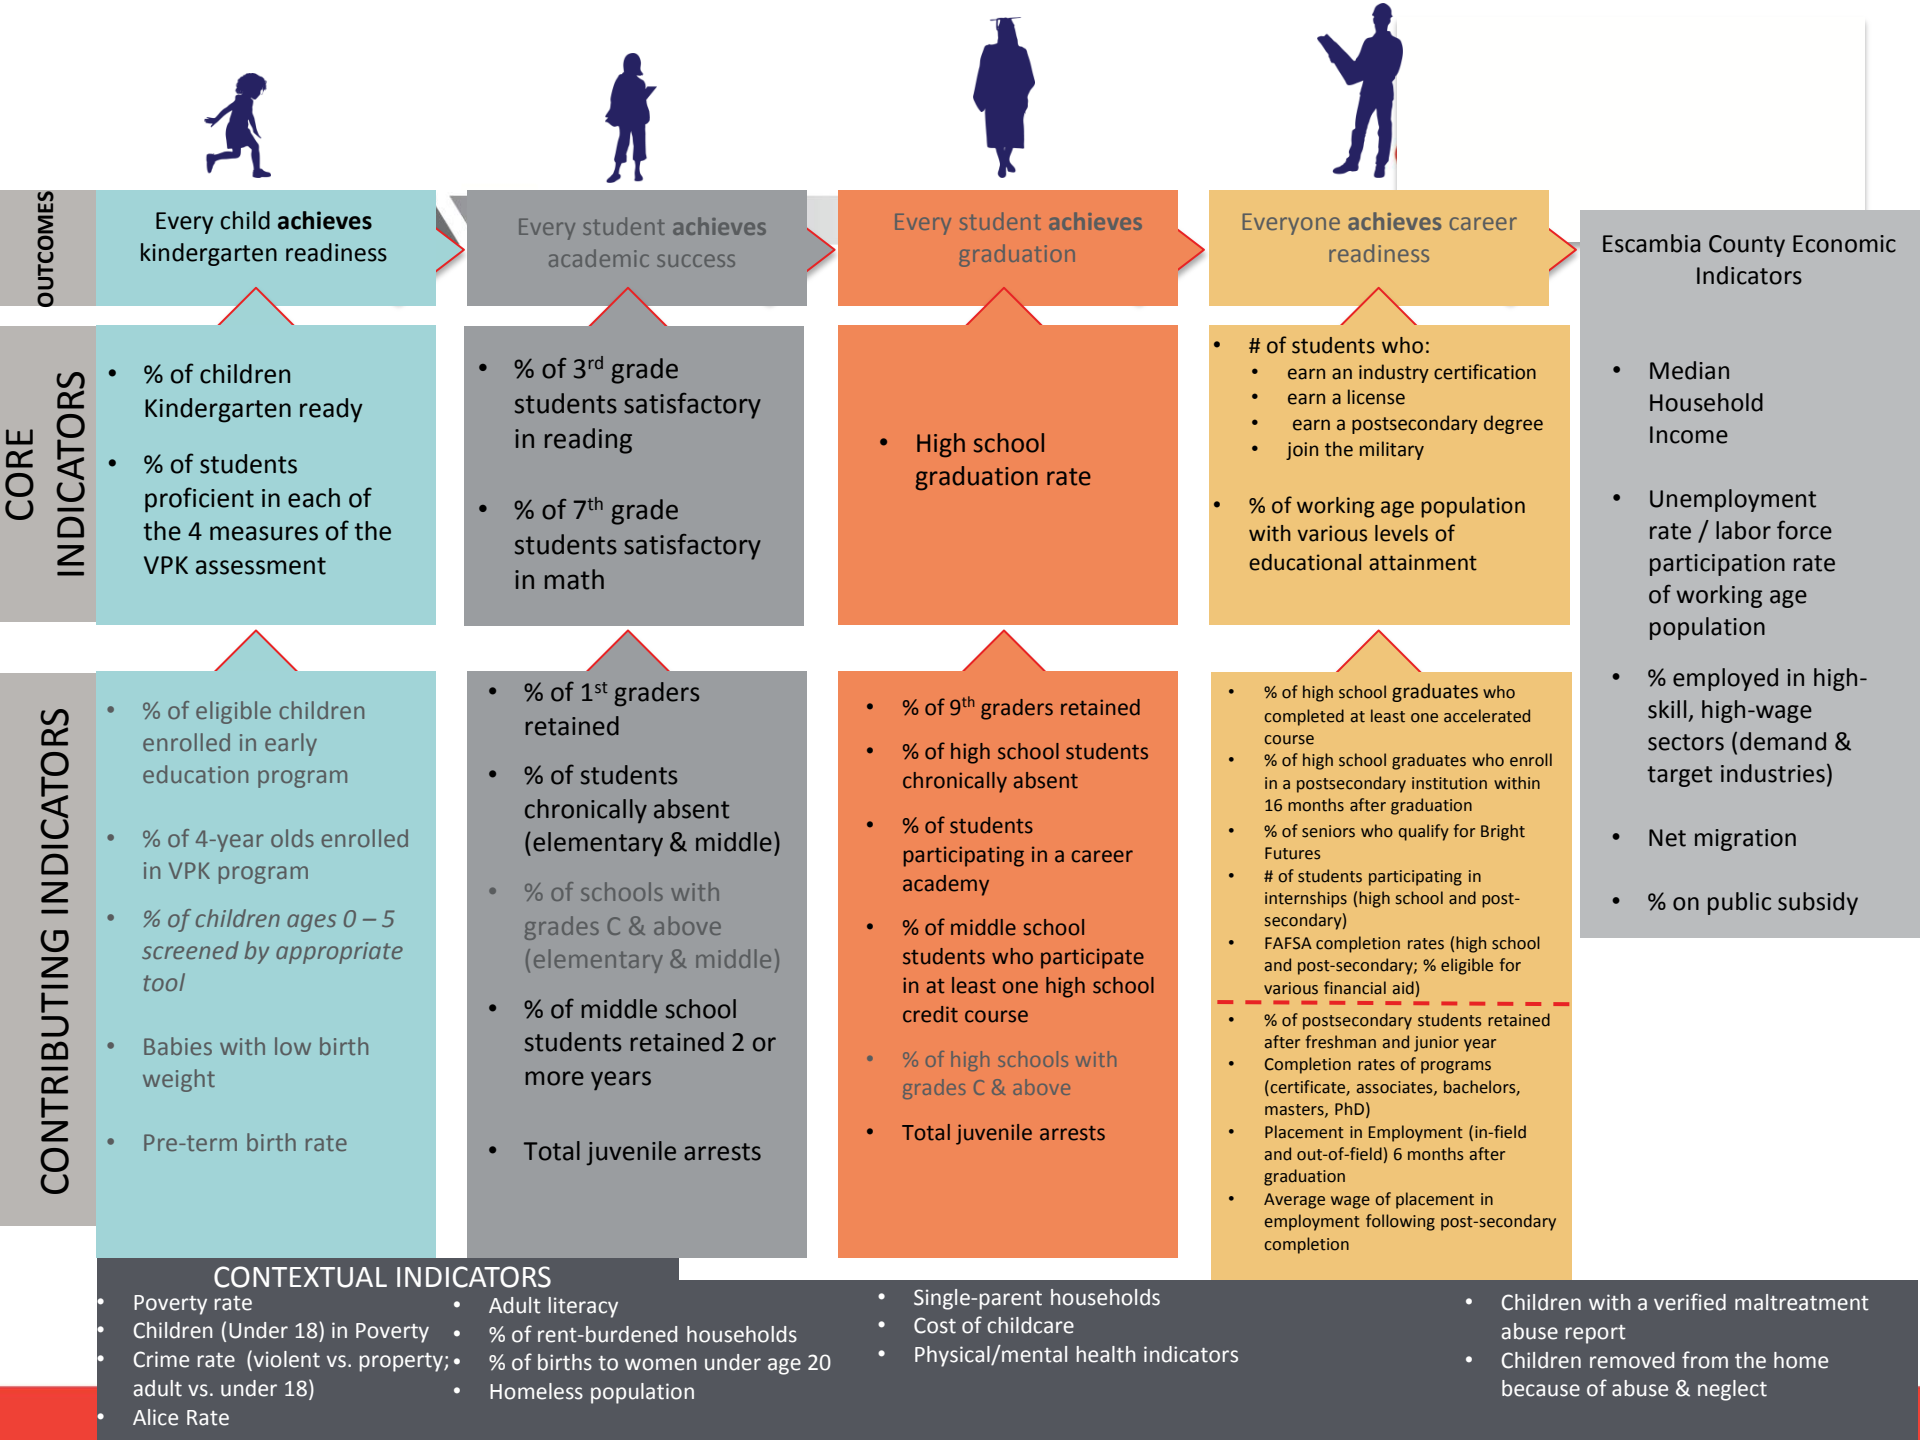 OUTCOMES
Every child achieves
kindergarten readiness
Every student achieves
academic success
Every student achieves
graduation
Everyone achieves career
readiness
Escambia County Economic
Indicators
CORE
INDICATORS
• % of children
Kindergarten ready
• % of students
proficient in each of
the 4 measures of the
VPK assessment
• % of 3rd grade
students satisfactory
in reading
• % of 7th grade
students satisfactory
in math
• High school
graduation rate
• # of students who:
• earn an industry certification
• earn a license
• earn a postsecondary degree
• join the military
• % of working age population
with various levels of
educational attainment
• Median
Household
Income
• Unemployment
rate / labor force
participation rate
of working age
population
• % employed in high-
skill, high-wage
sectors (demand &
target industries)
• Net migration
• % on public subsidy
CONTRIBUTING INDICATORS
• % of eligible children
enrolled in early
education program
• % of 4-year olds enrolled
in VPK program
• % of children ages 0 – 5
screened by appropriate
tool
• Babies with low birth
weight
• Pre-term birth rate
• % of 1st graders
retained
• % of students
chronically absent
(elementary & middle)
• % of schools with
grades C & above
(elementary & middle)
• % of middle school
students retained 2 or
more years
• Total juvenile arrests
• % of 9th graders retained
• % of high school students
chronically absent
• % of students
participating in a career
academy
• % of middle school
students who participate
in at least one high school
credit course
• % of high schools with
grades C & above
• Total juvenile arrests
• % of high school graduates who
completed at least one accelerated
course
• % of high school graduates who enroll
in a postsecondary institution within
16 months after graduation
• % of seniors who qualify for Bright
Futures
• # of students participating in
internships (high school and post-
secondary)
• FAFSA completion rates (high school
and post-secondary; % eligible for
various financial aid)
• % of postsecondary students retained
after freshman and junior year
• Completion rates of programs
(certificate, associates, bachelors,
masters, PhD)
• Placement in Employment (in-field
and out-of-field) 6 months after
graduation
• Average wage of placement in
employment following post-secondary
completion
CONTEXTUAL INDICATORS
• Poverty rate
• Children (Under 18) in Poverty
• Crime rate (violent vs. property;
adult vs. under 18)
• Alice Rate
• Adult literacy
• % of rent-burdened households
• % of births to women under age 20
• Homeless population
• Single-parent households
• Cost of childcare
• Physical/mental health indicators
• Children with a verified maltreatment
abuse report
• Children removed from the home
because of abuse & neglect